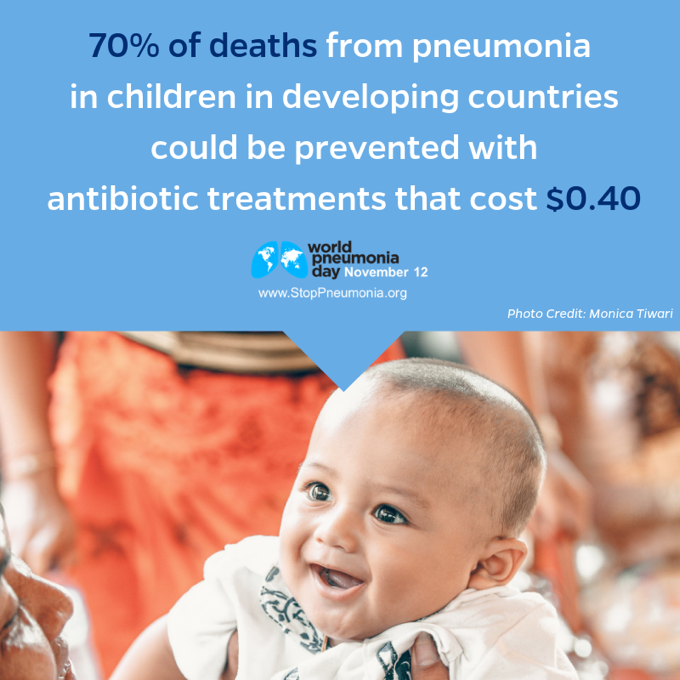 70% of deaths from pneumonia
in children in developing countries
could be prevented with
antibiotic treatments that cost $0.40
world
pneumonia
day November 12
www.StopPneumonia.org
Photo Credit: Monica Tiwari